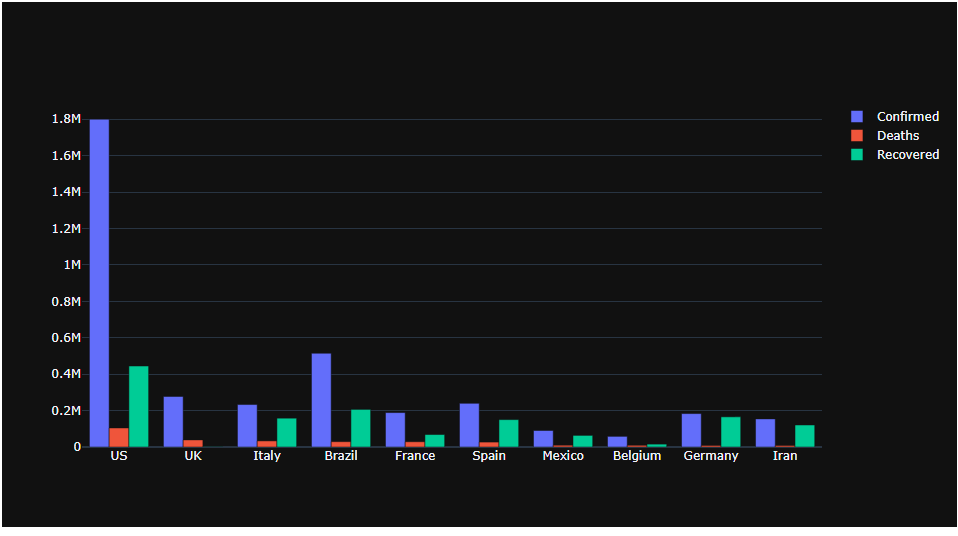 1.8M
1.6M
1.4M
1.2M
1M
0.8M
0.6M
0.4M
0.2M
0
US UK Italy Brazil France Spain Mexico Belgium Germany Iran
Confirmed
Deaths
Recovered